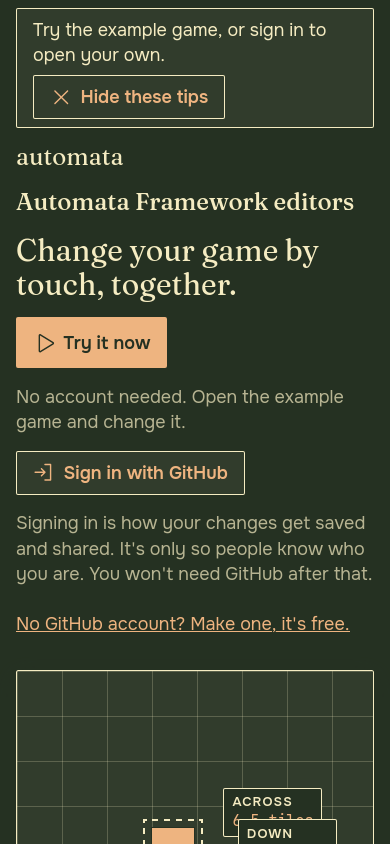 Try the example game, or sign in to
open your own.
Hide these tips
automata
Automata Framework editors
Change your game by
touch, together.
Try it now
No account needed. Open the example
game and change it.
Sign in with GitHub
Signing in is how your changes get saved
and shared. It's only so people know who
you are. You won't need GitHub after that.
No GitHub account? Make one, it's free.
ACROSS
DOWN